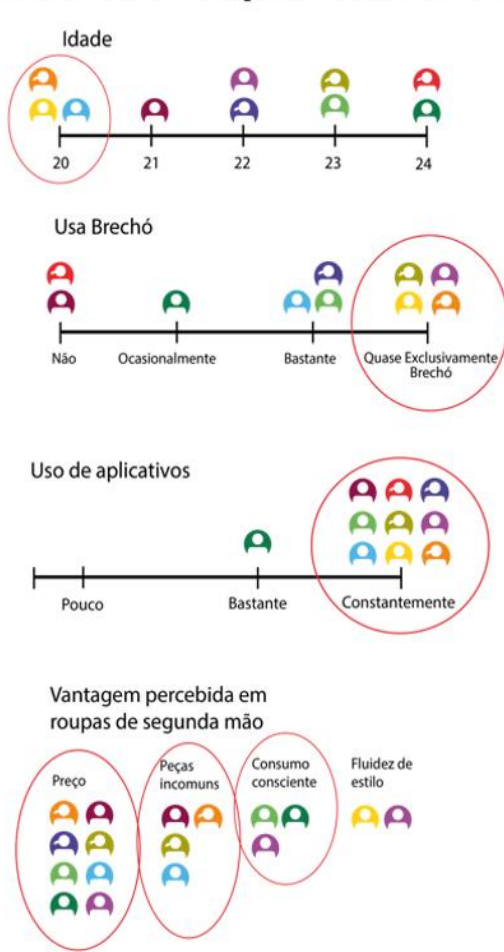 Idade
20 21 22 23 24
Usa Brechó
Não Ocasionalmente Bastante Quase Exclusivamente
Brechó
Uso de aplicativos
Pouco Bastante Constantemente
Vantagem percebida em
roupas de segunda mão
Preço
Peças
incomuns
Consumo
consciente
Fluidez de
estilo